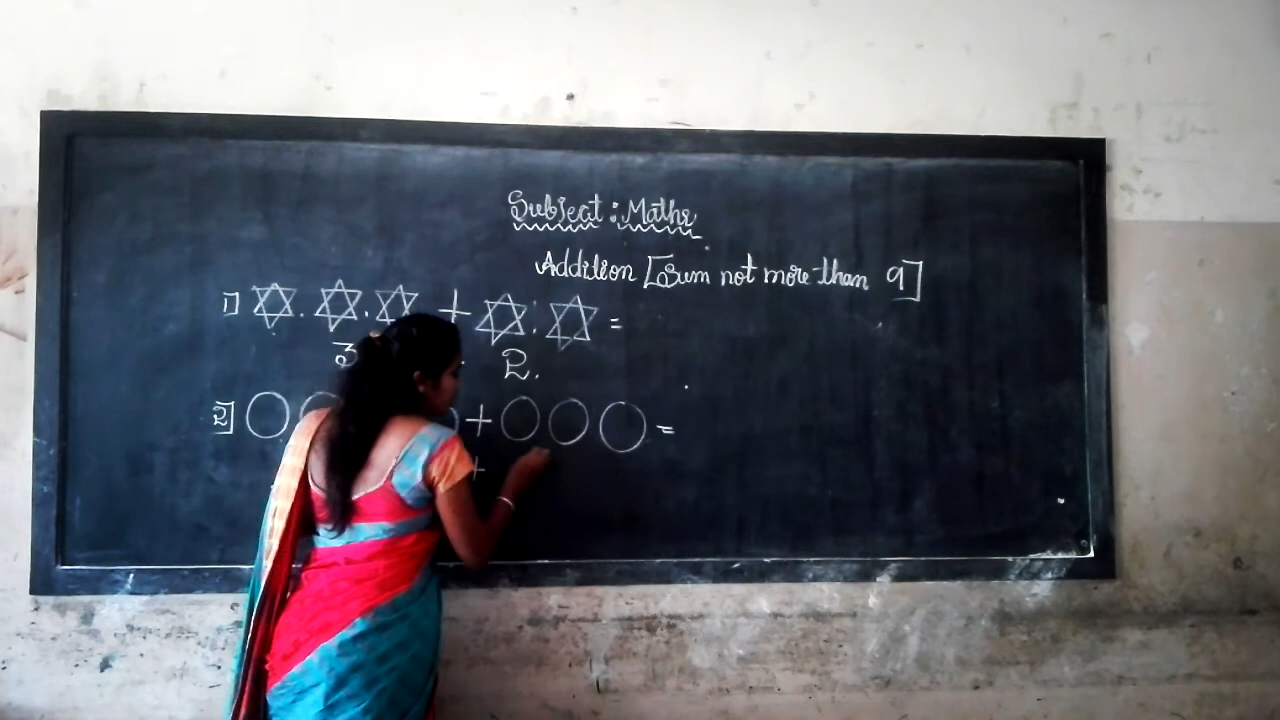 Subject : Maths
Addition [Sum not more than 9]
1] + =
3 2.
2] + =
+